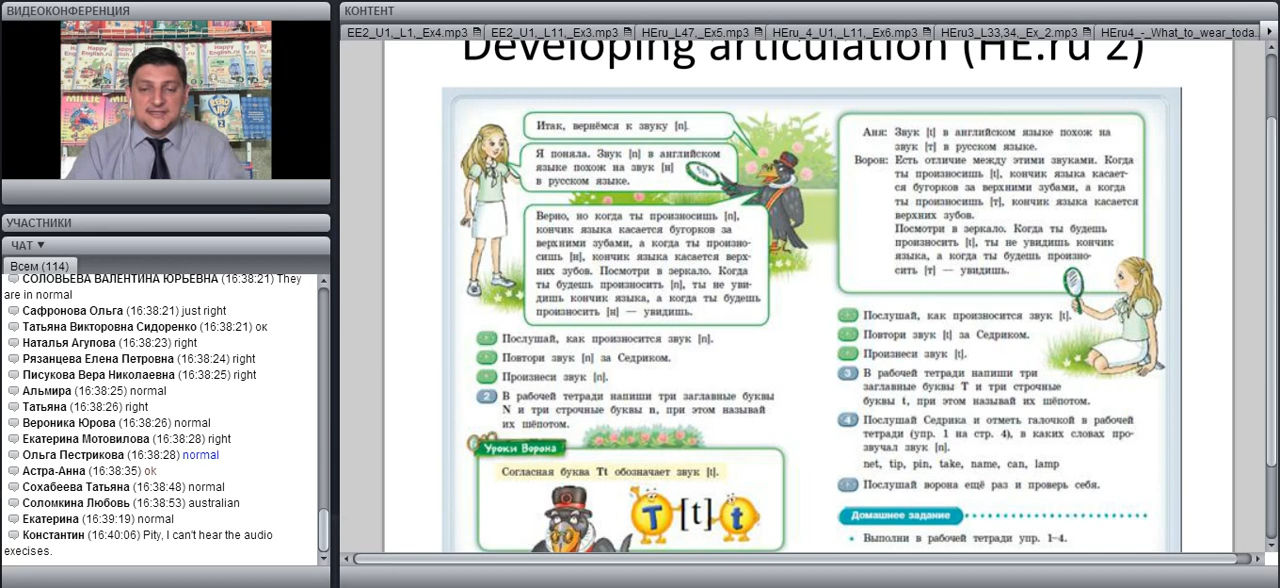 ВИДЕОКОНФЕРЕНЦИЯ
Happy English.ru
MILLIE
УЧАСТНИКИ
ЧАТ ▼
Всем (114)
СОЛОВЬЕВА ВАЛЕНТИНА ЮРЬЕВНА (16:38:21) They
are in normal
Сафронова Ольга (16:38:21) just right
Татьяна Викторовна Сидоренко (16:38:21) ок
Наталья Агупова (16:38:23) right
Рязанцева Елена Петровна (16:38:24) right
Писукова Вера Николаевна (16:38:25) right
Альмира (16:38:25) normal
Татьяна (16:38:26) right
Вероника Юрова (16:38:26) normal
Екатерина Мотовилова (16:38:28) right
Ольга Пестрикова (16:38:28) normal
Астра-Анна (16:38:35) ok
Сохабеева Татьяна (16:38:48) normal
Соломкина Любовь (16:38:53) australian
Екатерина (16:39:19) normal
Константин (16:40:06) Pity, I can't hear the audio
execises.
КОНТЕНТ
EE2_U1,_L1,_Ex4.mp3 EE2_U1,_L11,_Ex3.mp3 HEru_L47,_Ex5.mp3 HEru_4_U1,_L11,_Ex6.mp3 HEru3_L33,34,_Ex_2.mp3 HEru4_-_What_to_wear_toda...
Developing articulation (HE.ru 2)
Итак, вернёмся к звуку [n].
Я поняла. Звук [n] в английском
языке похож на звук [н]
в русском языке.
Верно, но когда ты произносишь [n],
кончик языка касается бугорков за
верхними зубами, а когда ты произно-
сишь [н], кончик языка касается верх-
них зубов. Посмотри в зеркало. Когда
ты будешь произносить [n], ты не уви-
дишь кончик языка, а когда ты будешь
произносить [н] — увидишь.
Послушай, как произносится звук [n].
Повтори звук [n] за Седриком.
Произнеси звук [n].
2 В рабочей тетради напиши три заглавные буквы
N и три строчные буквы n, при этом называй
их шёпотом.
Уроки Ворона
Согласная буква Tt обозначает звук [t].
T [t] t
Аня: Звук [t] в английском языке похож на
звук [т] в русском языке.
Ворон: Есть отличие между этими звуками. Когда
ты произносишь [t], кончик языка касает-
ся бугорков за верхними зубами, а когда
ты произносишь [т], кончик языка касается
верхних зубов.
Посмотри в зеркало. Когда ты будешь
произносить [t], ты не увидишь кончик
языка, а когда ты будешь произно-
сить [т] — увидишь.
Послушай, как произносится звук [t].
Повтори звук [t] за Седриком.
Произнеси звук [t].
3 В рабочей тетради напиши три
заглавные буквы T и три строчные
буквы t, при этом называй их шёпотом.
4 Послушай Седрика и отметь галочкой в рабочей
тетради (упр. 1 на стр. 4), в каких словах про-
звучал звук [n].
net, tip, pin, take, name, can, lamp
Послушай ворона ещё раз и проверь себя.
Домашнее задание
• Выполни в рабочей тетради упр. 1–4.